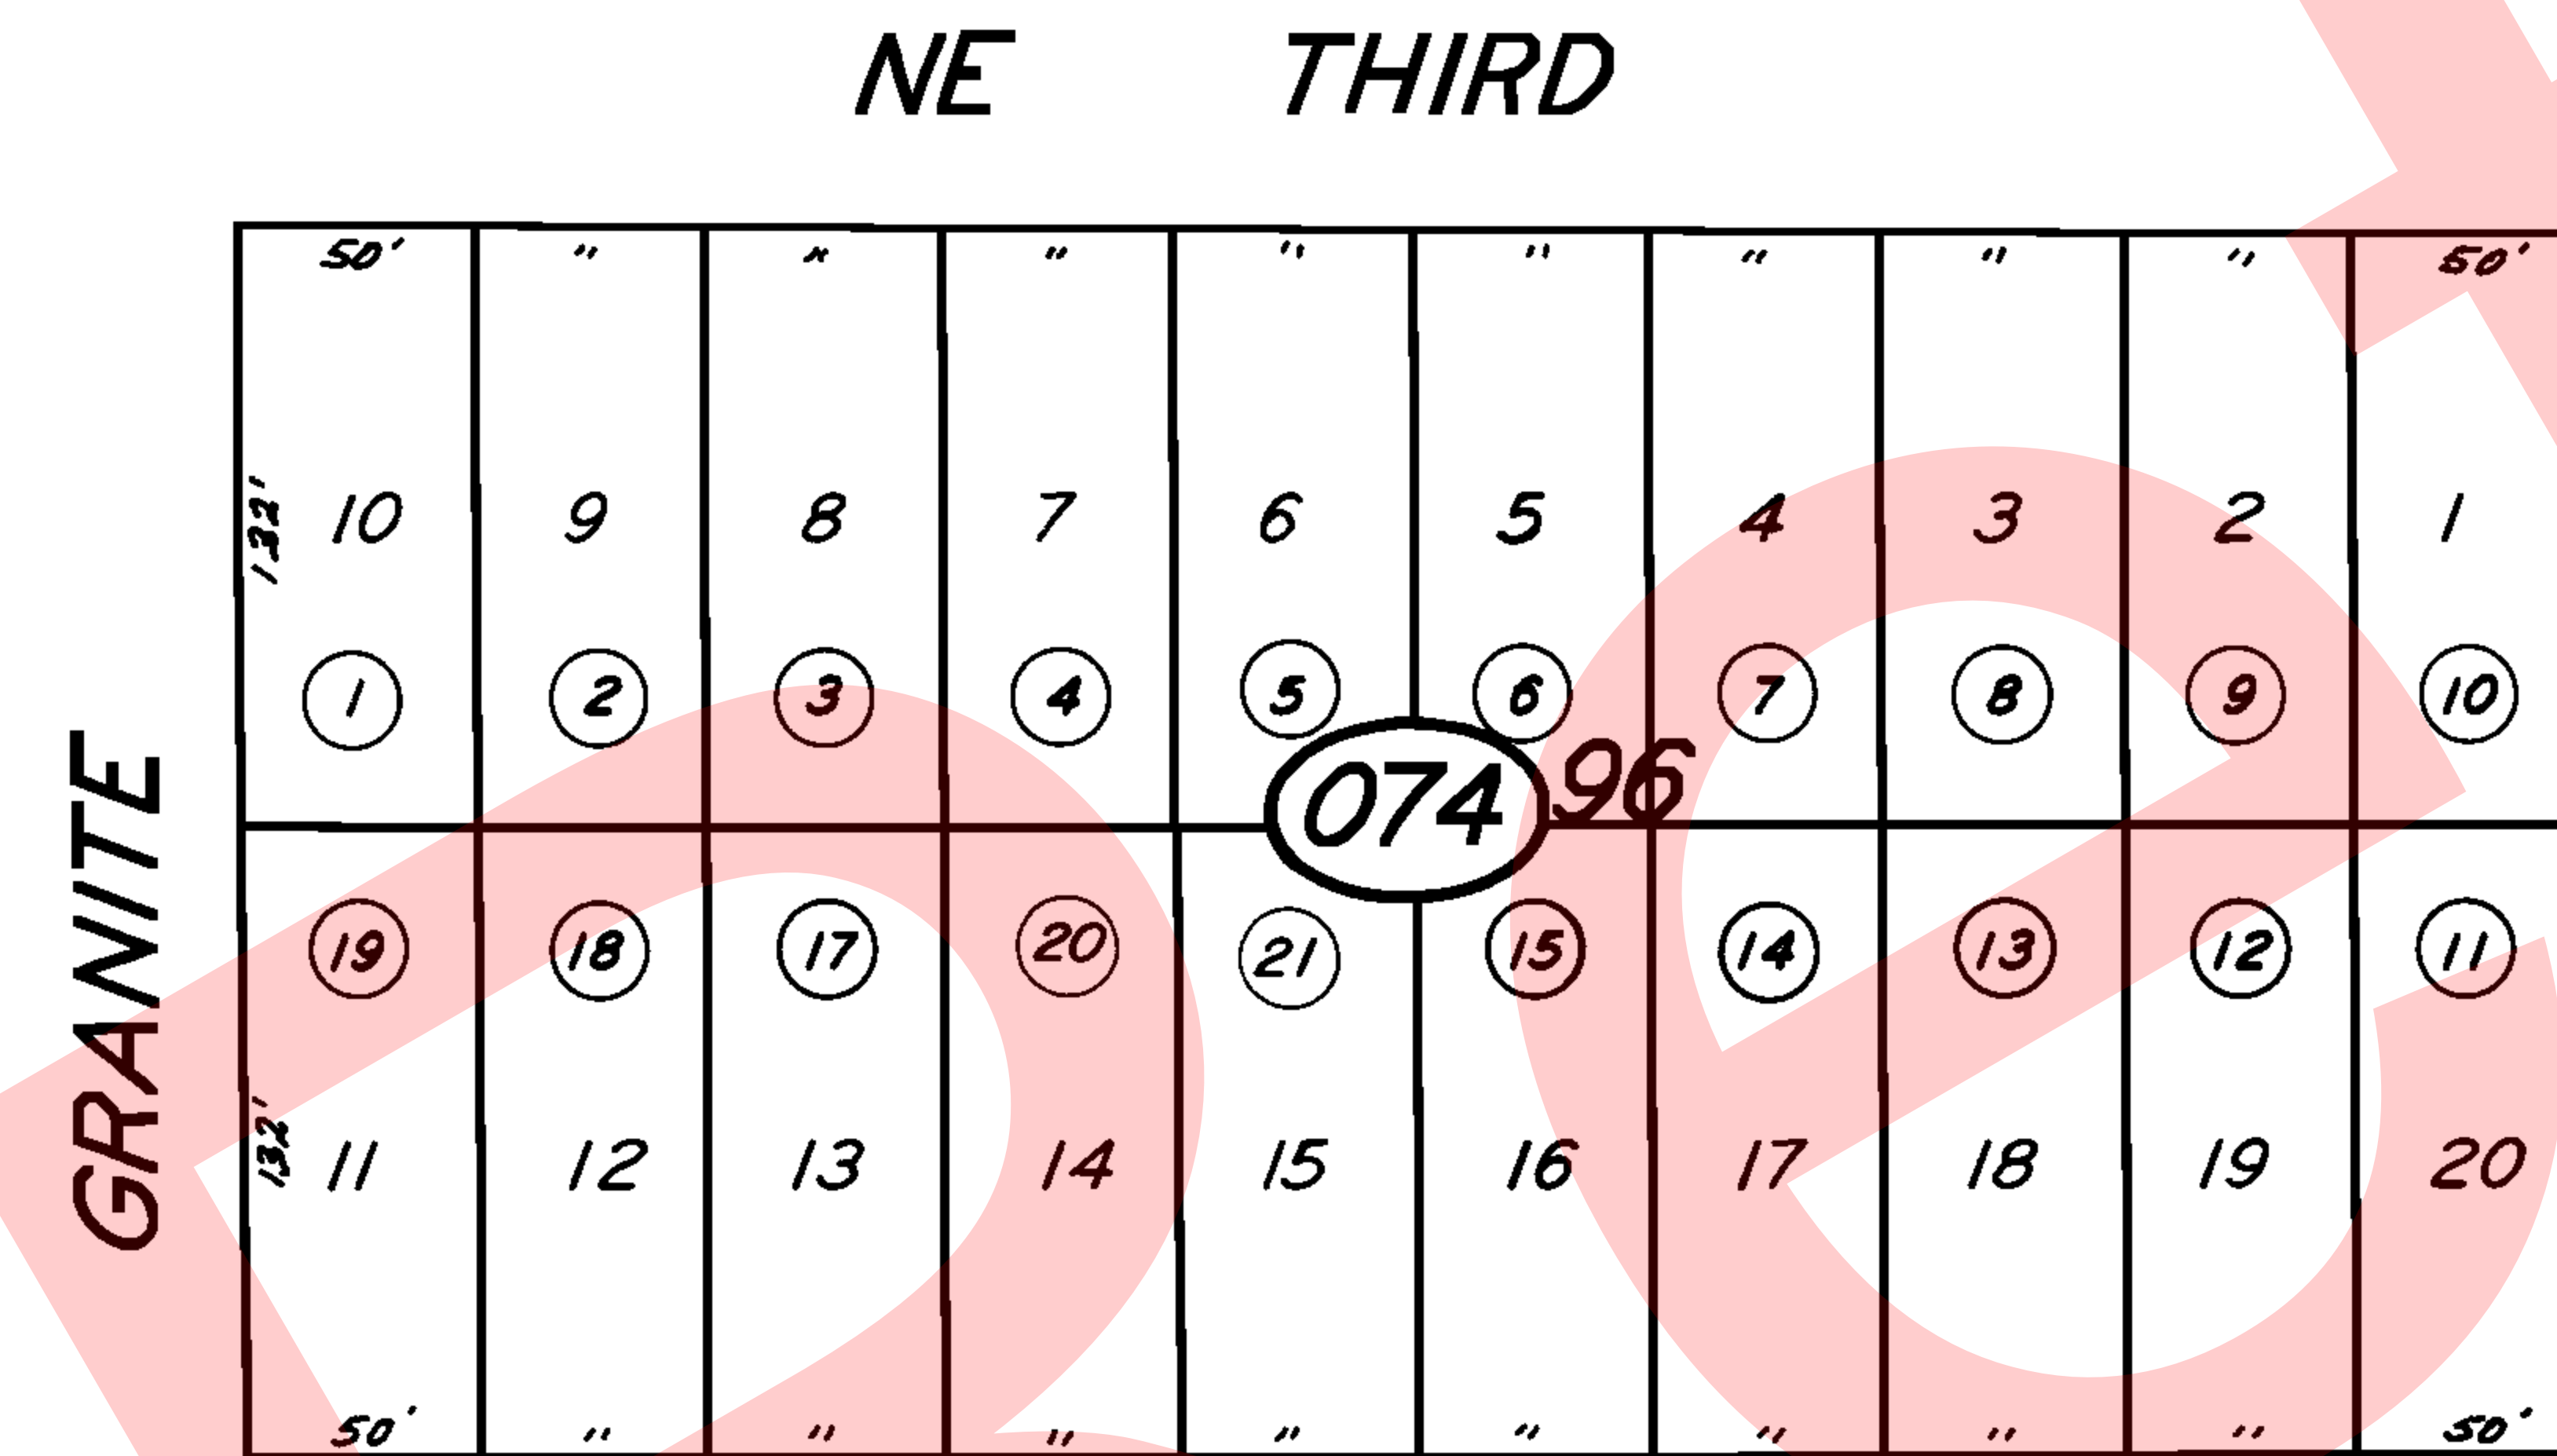 NE THIRD
50' " " " " " " " " 50'
132' 10 9 8 7 6 5 4 3 2 1
1 2 3 4 5 6 7 8 9 10
074 96
GRANITE
19 18 17 20 21 15 14 13 12 11
132' 11 12 13 14 15 16 17 18 19 20
50' " " " " " " " " 50'